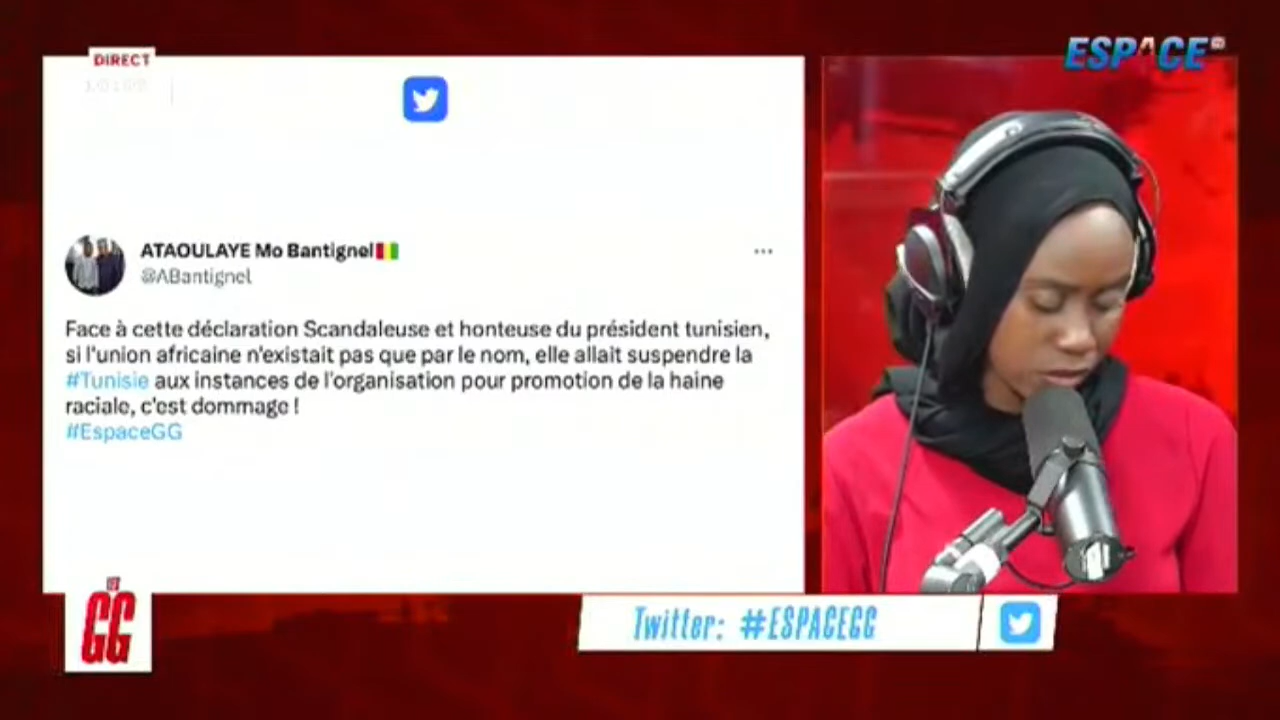 DIRECT
ESPACE
ATAOULAYE Mo Bantignel
@ABantignel
Face à cette déclaration Scandaleuse et honteuse du président tunisien,
si l'union africaine n'existait pas que par le nom, elle allait suspendre la
#Tunisie aux instances de l'organisation pour promotion de la haine
raciale, c'est dommage !
#EspaceGG
GG
Twitter: #ESPACEGG